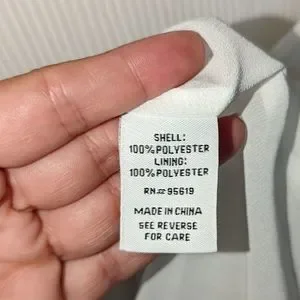 SHELL:
100%POLYESTER
LINING:
100%POLYESTER
RN#95619
MADE IN CHINA
SEE REVERSE
FOR CARE